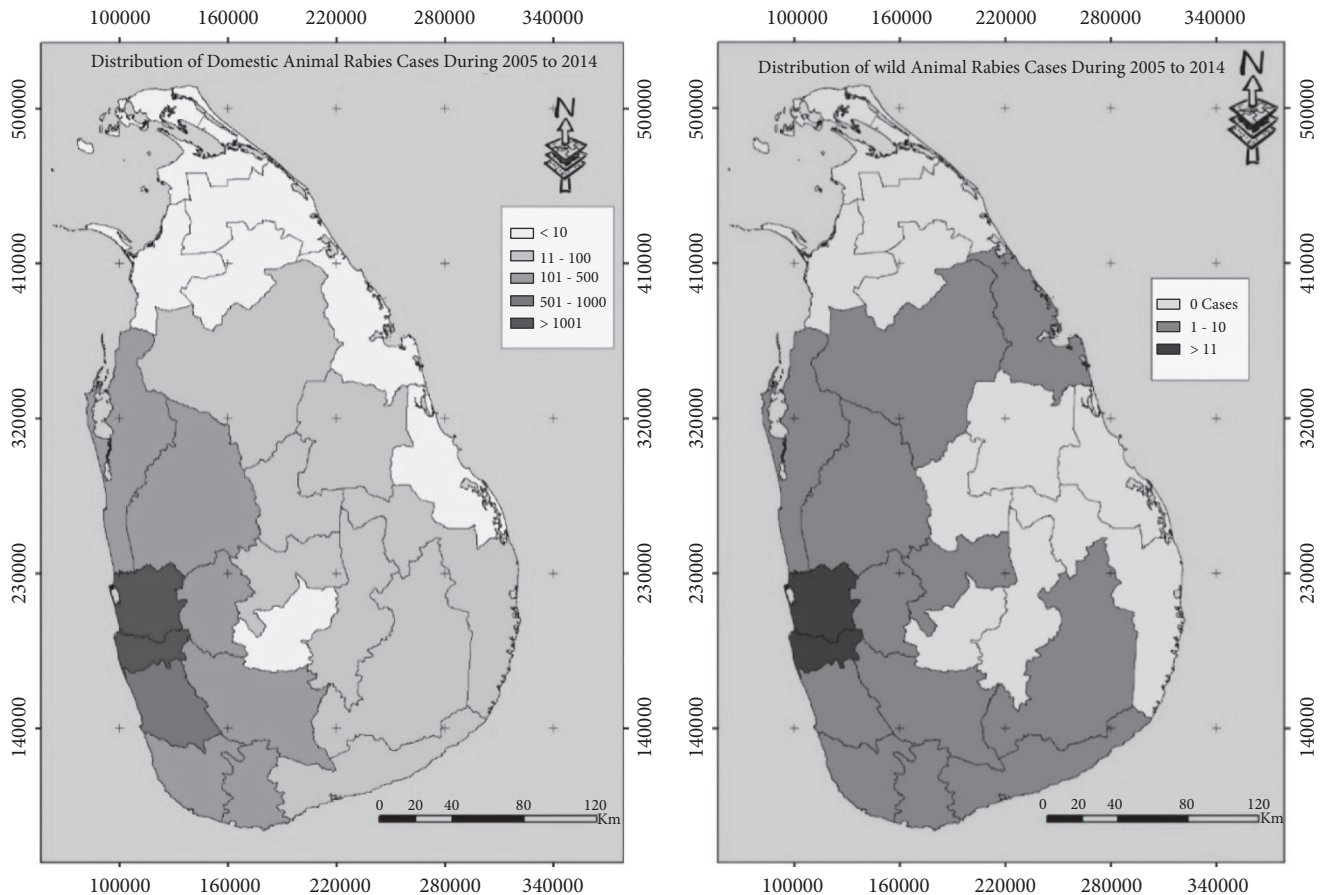 100000 160000 220000 280000 340000
Distribution of Domestic Animal Rabies Cases During 2005 to 2014
N
500000
410000
320000
230000
140000
500000
410000
320000
230000
140000
< 10
11 - 100
101 - 500
501 - 1000
> 1001
0 20 40 80 120
Km
100000 160000 220000 280000 340000
100000 160000 220000 280000 340000
Distribution of wild Animal Rabies Cases During 2005 to 2014
N
500000
410000
320000
230000
140000
500000
410000
320000
230000
140000
0 Cases
1 - 10
> 11
0 20 40 80 120
Km
100000 160000 220000 280000 340000